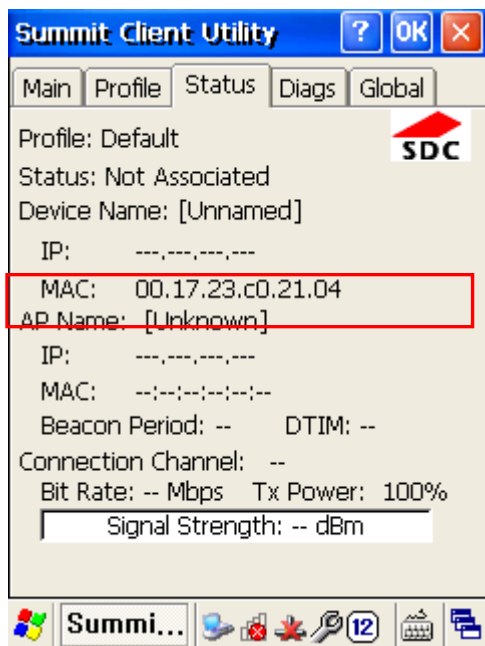 Summit Client Utility ? OK
Main Profile Status Diags Global
Profile: Default
SDC
Status: Not Associated
Device Name: [Unnamed]
IP: ---.---.---.---
MAC: 00.17.23.c0.21.04
AP Name: [Unknown]
IP: ---.---.---.---
MAC: --:--:--:--:--:--
Beacon Period: -- DTIM: --
Connection Channel: --
Bit Rate: -- Mbps Tx Power: 100%
Signal Strength: -- dBm
Summi... 12